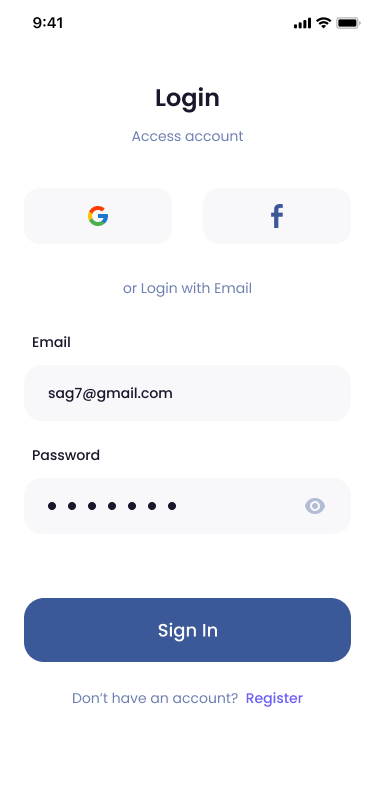 9:41
Login
Access account
or Login with Email
Email
sag7@gmail.com
Password
Sign In
Don’t have an account? Register